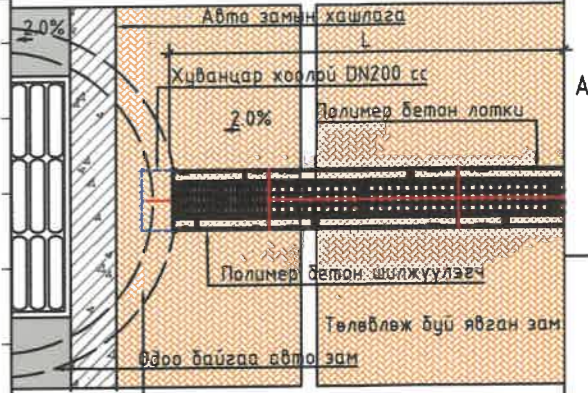 Авто замын хашлага
2.0%
L
Хуванцар хоолой DN200 сс
А
2.0%
Полимер бетон лотки
Полимер бетон шилжүүлэгч
Төлөвлөж буй явган зам
Одоо байгаа авто зам